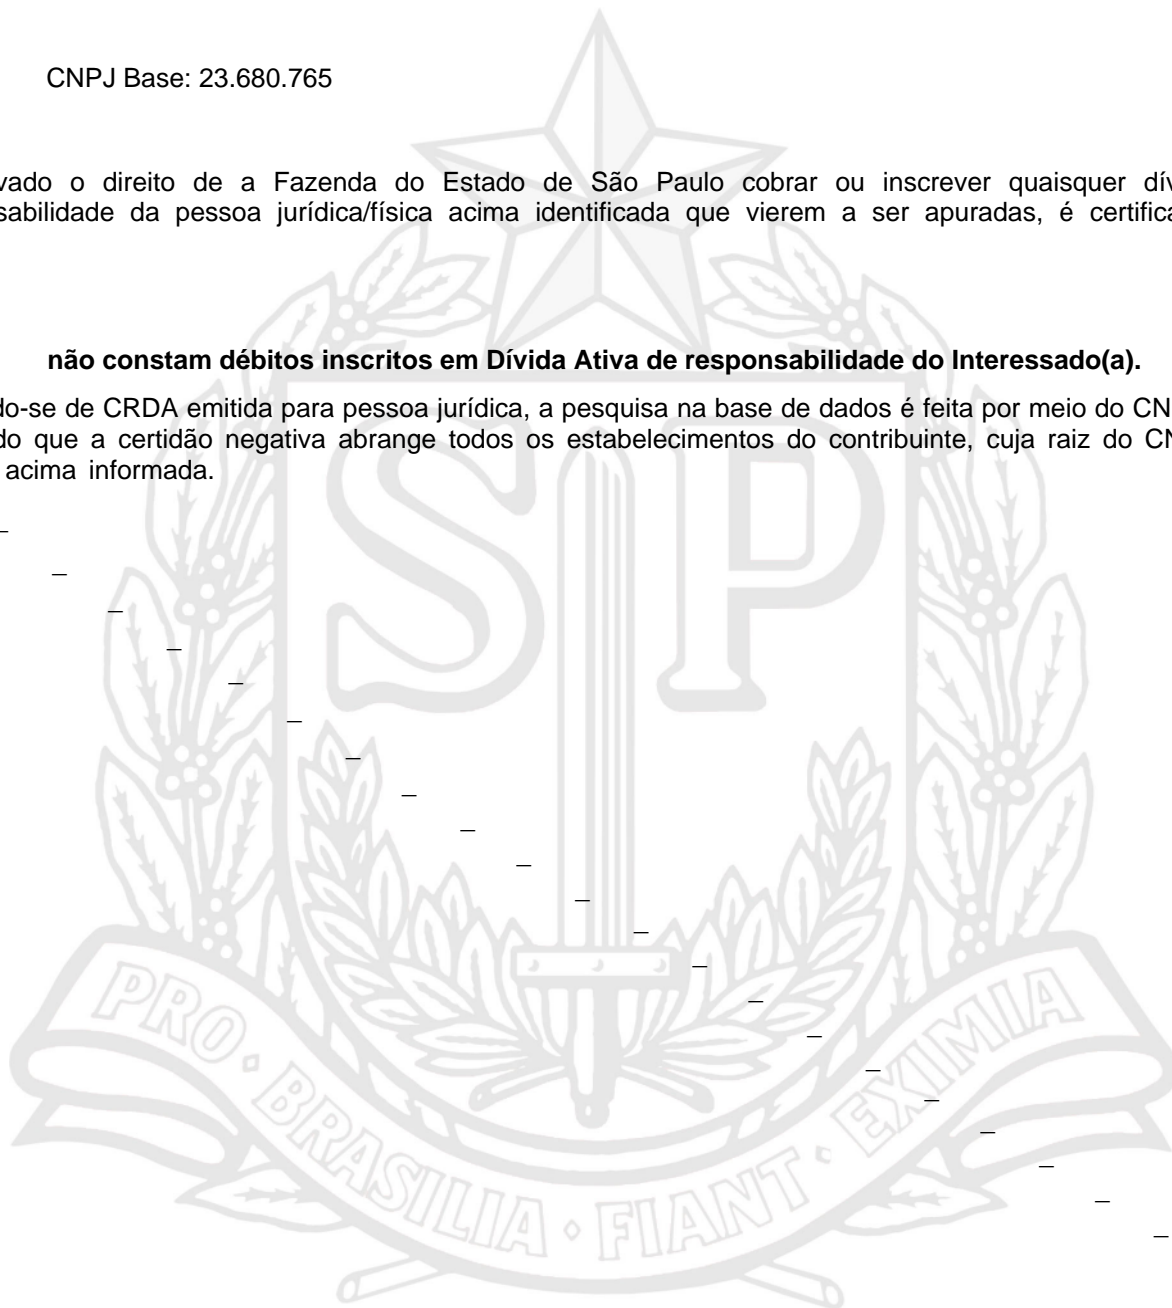 CNPJ Base: 23.680.765
vado o direito de a Fazenda do Estado de São Paulo cobrar ou inscrever quaisquer dív
sabilidade da pessoa jurídica/física acima identificada que vierem a ser apuradas, é certifica
não constam débitos inscritos em Dívida Ativa de responsabilidade do Interessado(a).
do-se de CRDA emitida para pessoa jurídica, a pesquisa na base de dados é feita por meio do CN
do que a certidão negativa abrange todos os estabelecimentos do contribuinte, cuja raiz do CN
acima informada.
SP
PRO • BRASILIA • FIANT • EXIMIA